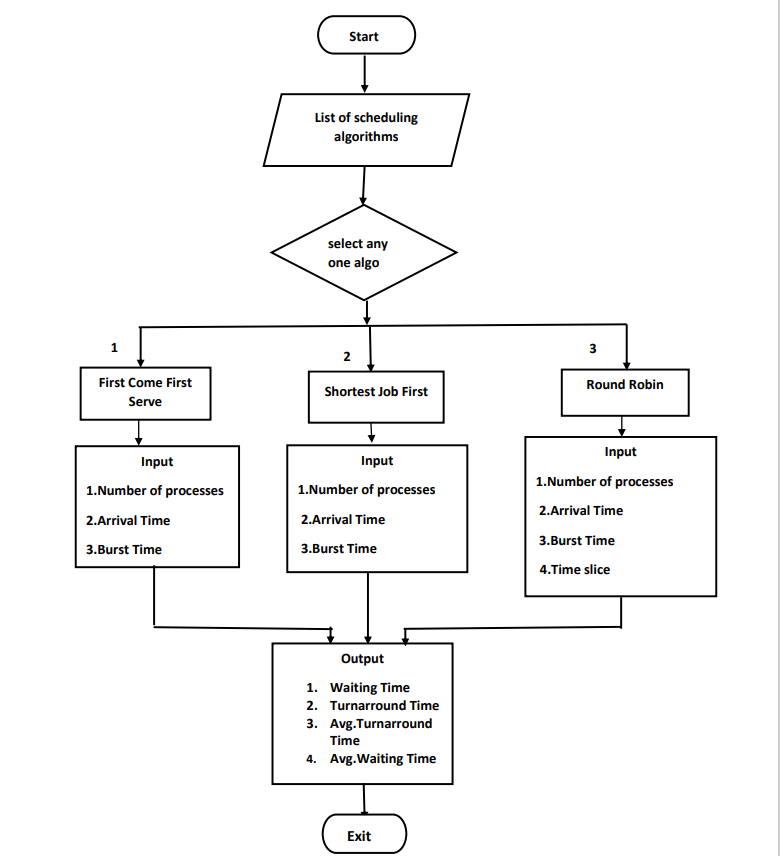 Start
List of scheduling
algorithms
select any
one algo
1
2
3
First Come First
Serve
Shortest Job First
Round Robin
Input
1.Number of processes
2.Arrival Time
3.Burst Time
Input
1.Number of processes
2.Arrival Time
3.Burst Time
Input
1.Number of processes
2.Arrival Time
3.Burst Time
4.Time slice
Output
1. Waiting Time
2. Turnarround Time
3. Avg.Turnarround
Time
4. Avg.Waiting Time
Exit